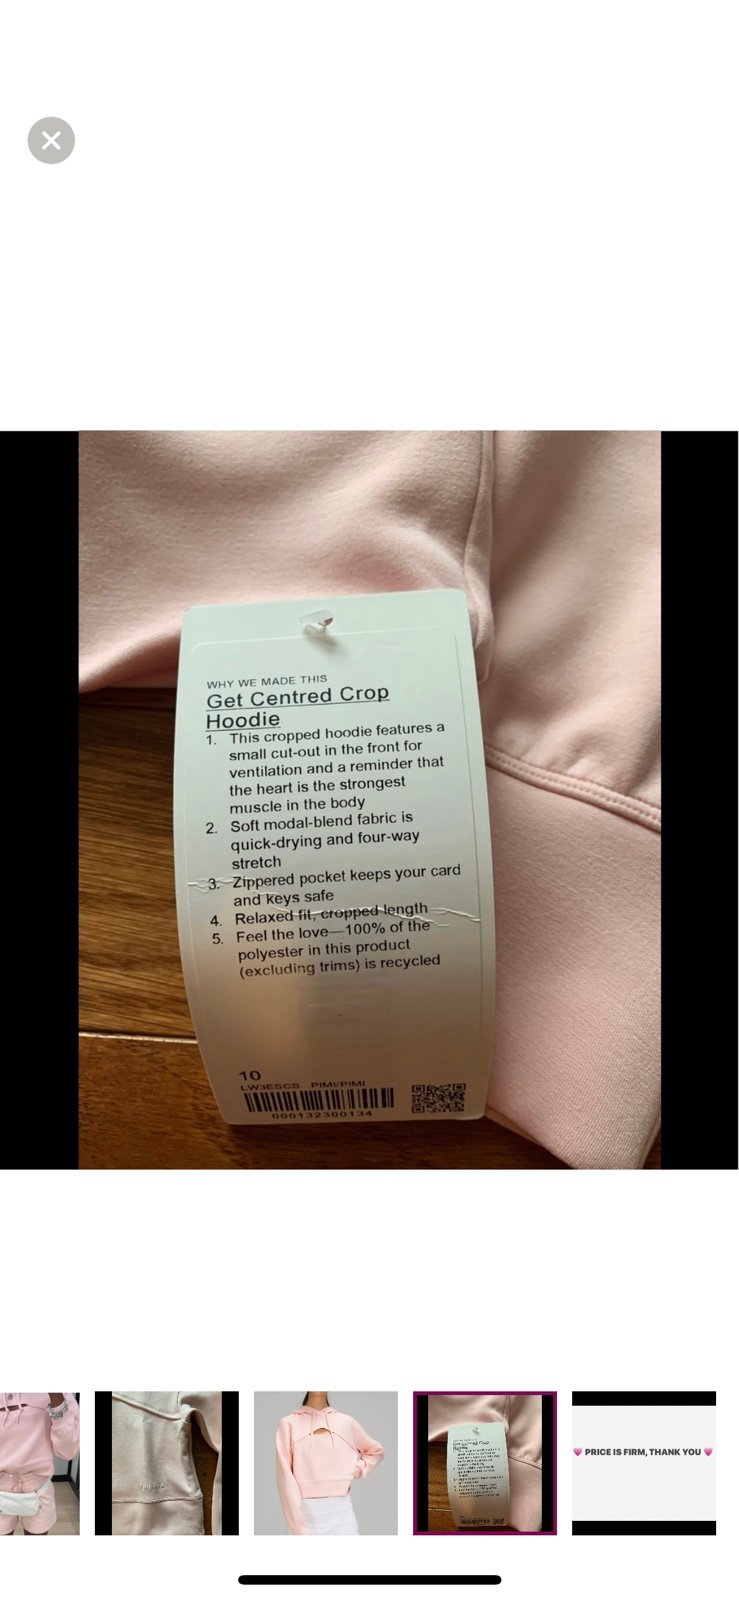 WHY WE MADE THIS
Get Centred Crop
Hoodie
1. This cropped hoodie features a
small cut-out in the front for
ventilation and a reminder that
the heart is the strongest
muscle in the body
2. Soft modal-blend fabric is
quick-drying and four-way
stretch
3. Zippered pocket keeps your card
and keys safe
4. Relaxed fit, cropped length
5. Feel the love—100% of the
polyester in this product
(excluding trims) is recycled
10
LW3ESCS PIMI/PIMI
000132300134
💗 PRICE IS FIRM, THANK YOU 💗